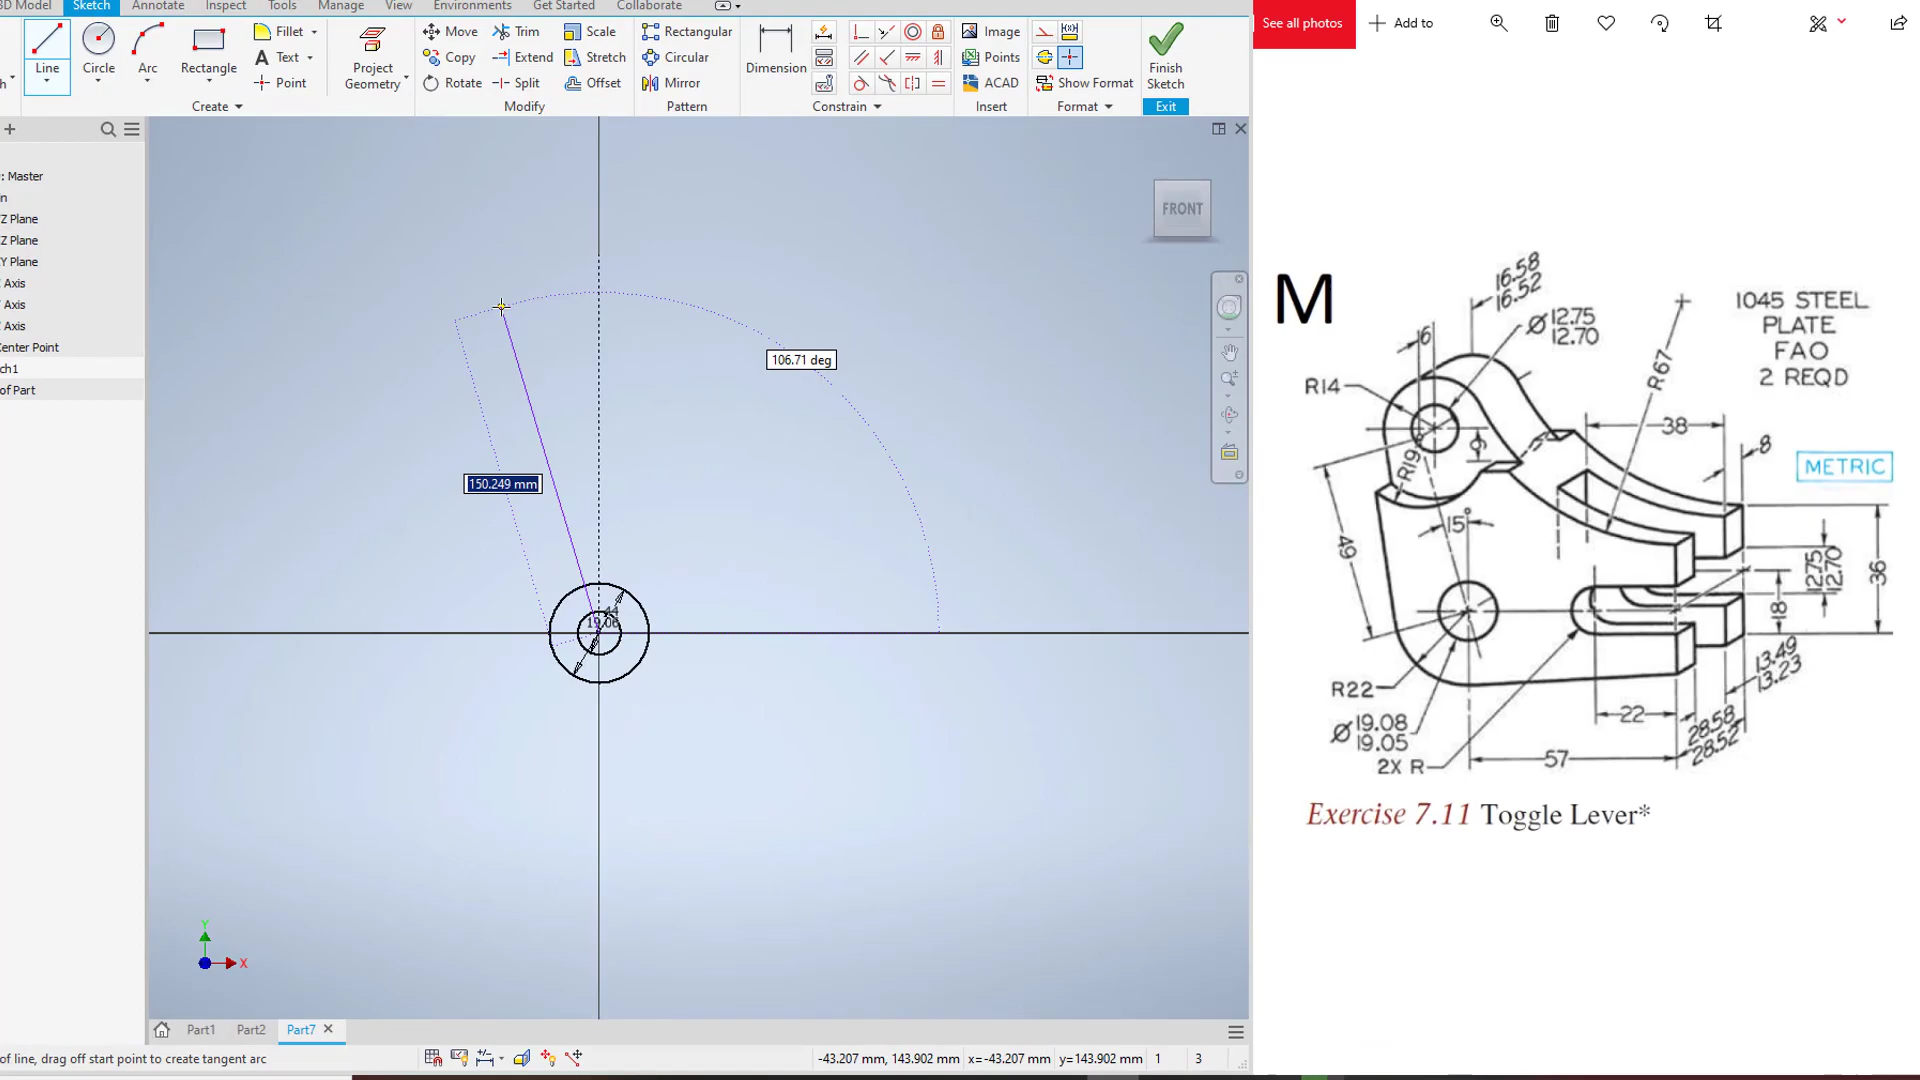 3D Model Sketch Annotate Inspect Tools Manage View Environments Get Started Collaborate
Line
Circle
Arc
Rectangle
Fillet
Text
Point
Project
Geometry
Move
Copy
Rotate
Trim
Extend
Split
Scale
Stretch
Offset
Rectangular
Circular
Mirror
Dimension
Image
Points
ACAD
Show Format
Finish
Sketch
Create
Modify
Pattern
Constrain
Insert
Format
Exit
: Master
n
Z Plane
Z Plane
Y Plane
Axis
Axis
Axis
Center Point
ch1
of Part
FRONT
106.71 deg
150.249 mm
44
19.06
Y
X
Part1
Part2
Part7
of line, drag off start point to create tangent arc
-43.207 mm, 143.902 mm
x=-43.207 mm
y=143.902 mm
1
3
See all photos
Add to
M
16.58
16.52
Ø12.75
12.70
6
R14
R67
1045 STEEL
PLATE
FAO
2 REQD
38
8
METRIC
R19
9
15°
49
12.75
12.70
36
18
13.49
13.23
R22
Ø19.08
19.05
2X R
22
28.58
28.52
57
Exercise 7.11 Toggle Lever*